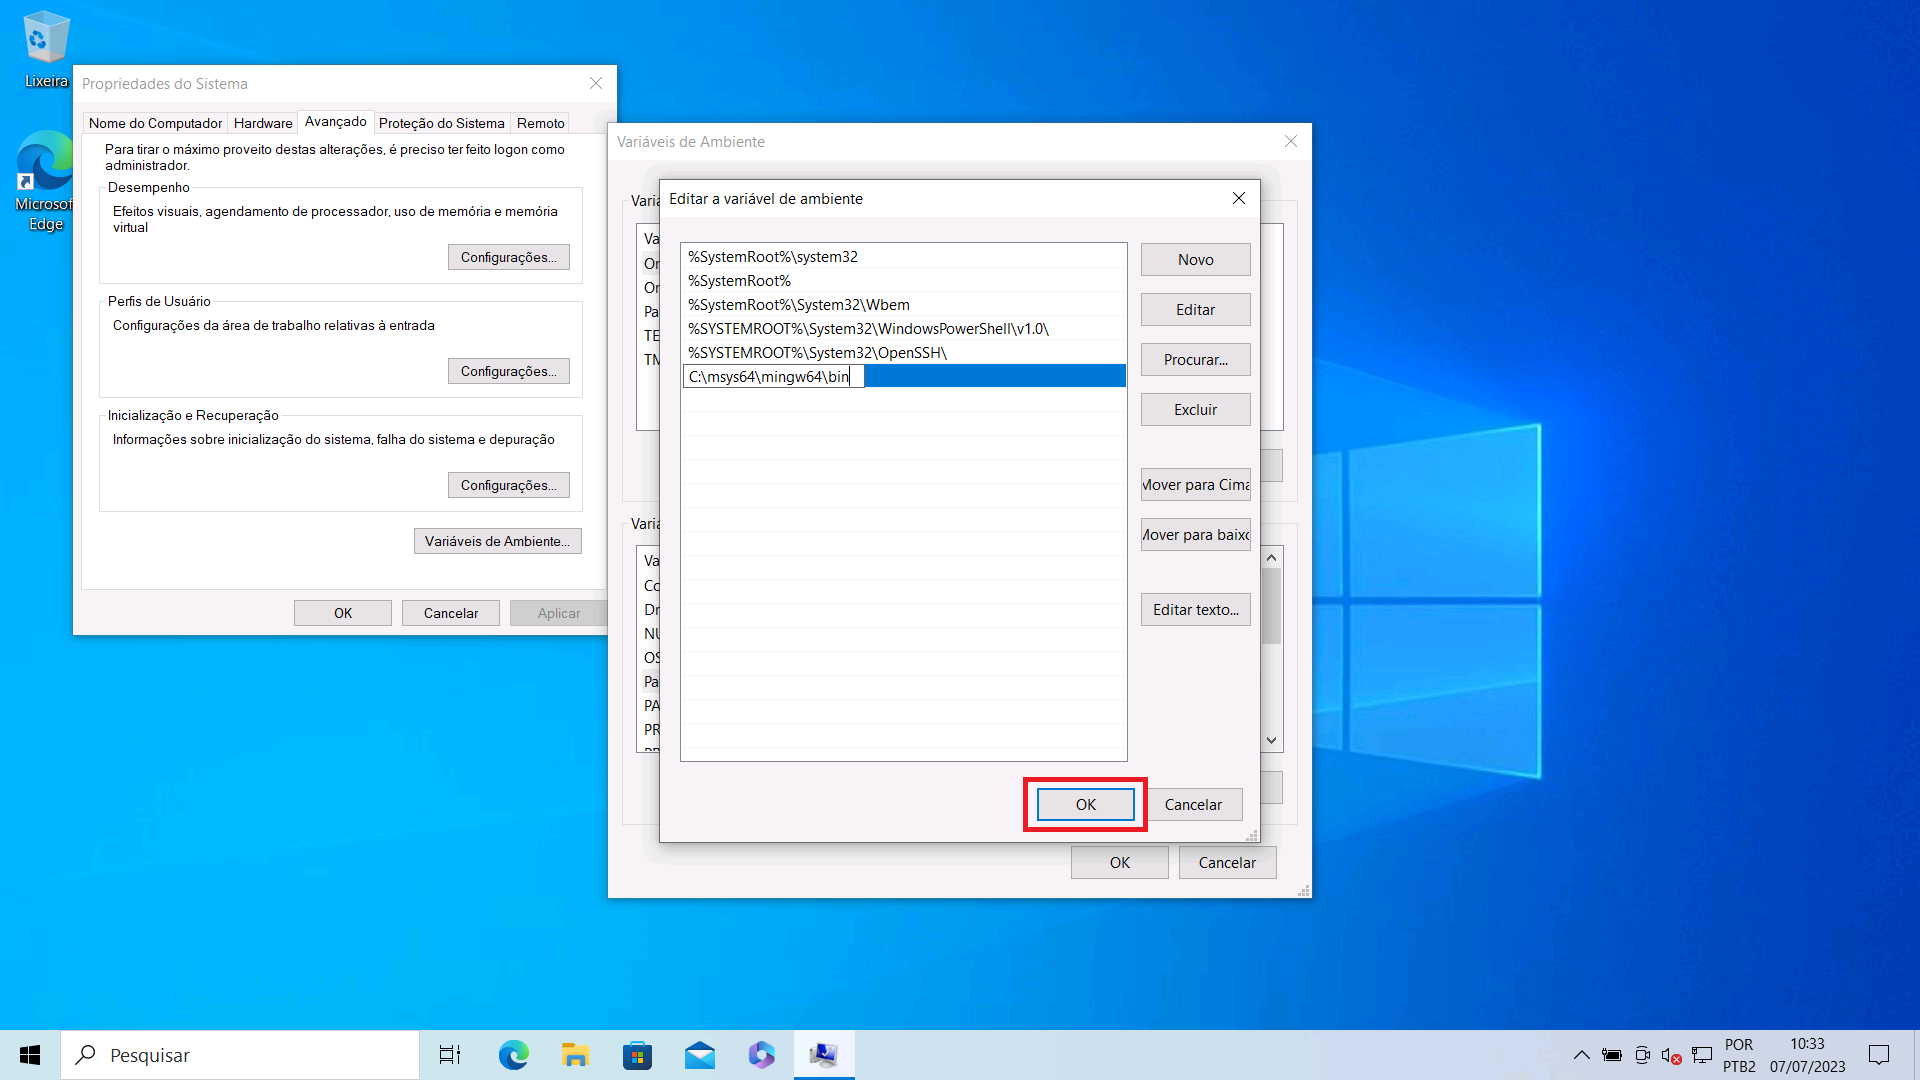 Lixeira
Microsof
Edge
Propriedades do Sistema
Nome do Computador
Hardware
Avançado
Proteção do Sistema
Remoto
Para tirar o máximo proveito destas alterações, é preciso ter feito logon como
administrador.
Desempenho
Efeitos visuais, agendamento de processador, uso de memória e memória
virtual
Configurações...
Perfis de Usuário
Configurações da área de trabalho relativas à entrada
Configurações...
Inicialização e Recuperação
Informações sobre inicialização do sistema, falha do sistema e depuração
Configurações...
Variáveis de Ambiente...
OK
Cancelar
Aplicar
Variáveis de Ambiente
Variá
Va
On
On
Pa
TE
TM
Variá
Va
Co
Dr
NU
OS
Pa
PA
PR
Editar a variável de ambiente
%SystemRoot%\system32
%SystemRoot%
%SystemRoot%\System32\Wbem
%SYSTEMROOT%\System32\WindowsPowerShell\v1.0\
%SYSTEMROOT%\System32\OpenSSH\
C:\msys64\mingw64\bin
Novo
Editar
Procurar...
Excluir
Mover para Cima
Mover para baixo
Editar texto...
OK
Cancelar
OK
Cancelar
Pesquisar
POR
PTB2
10:33
07/07/2023